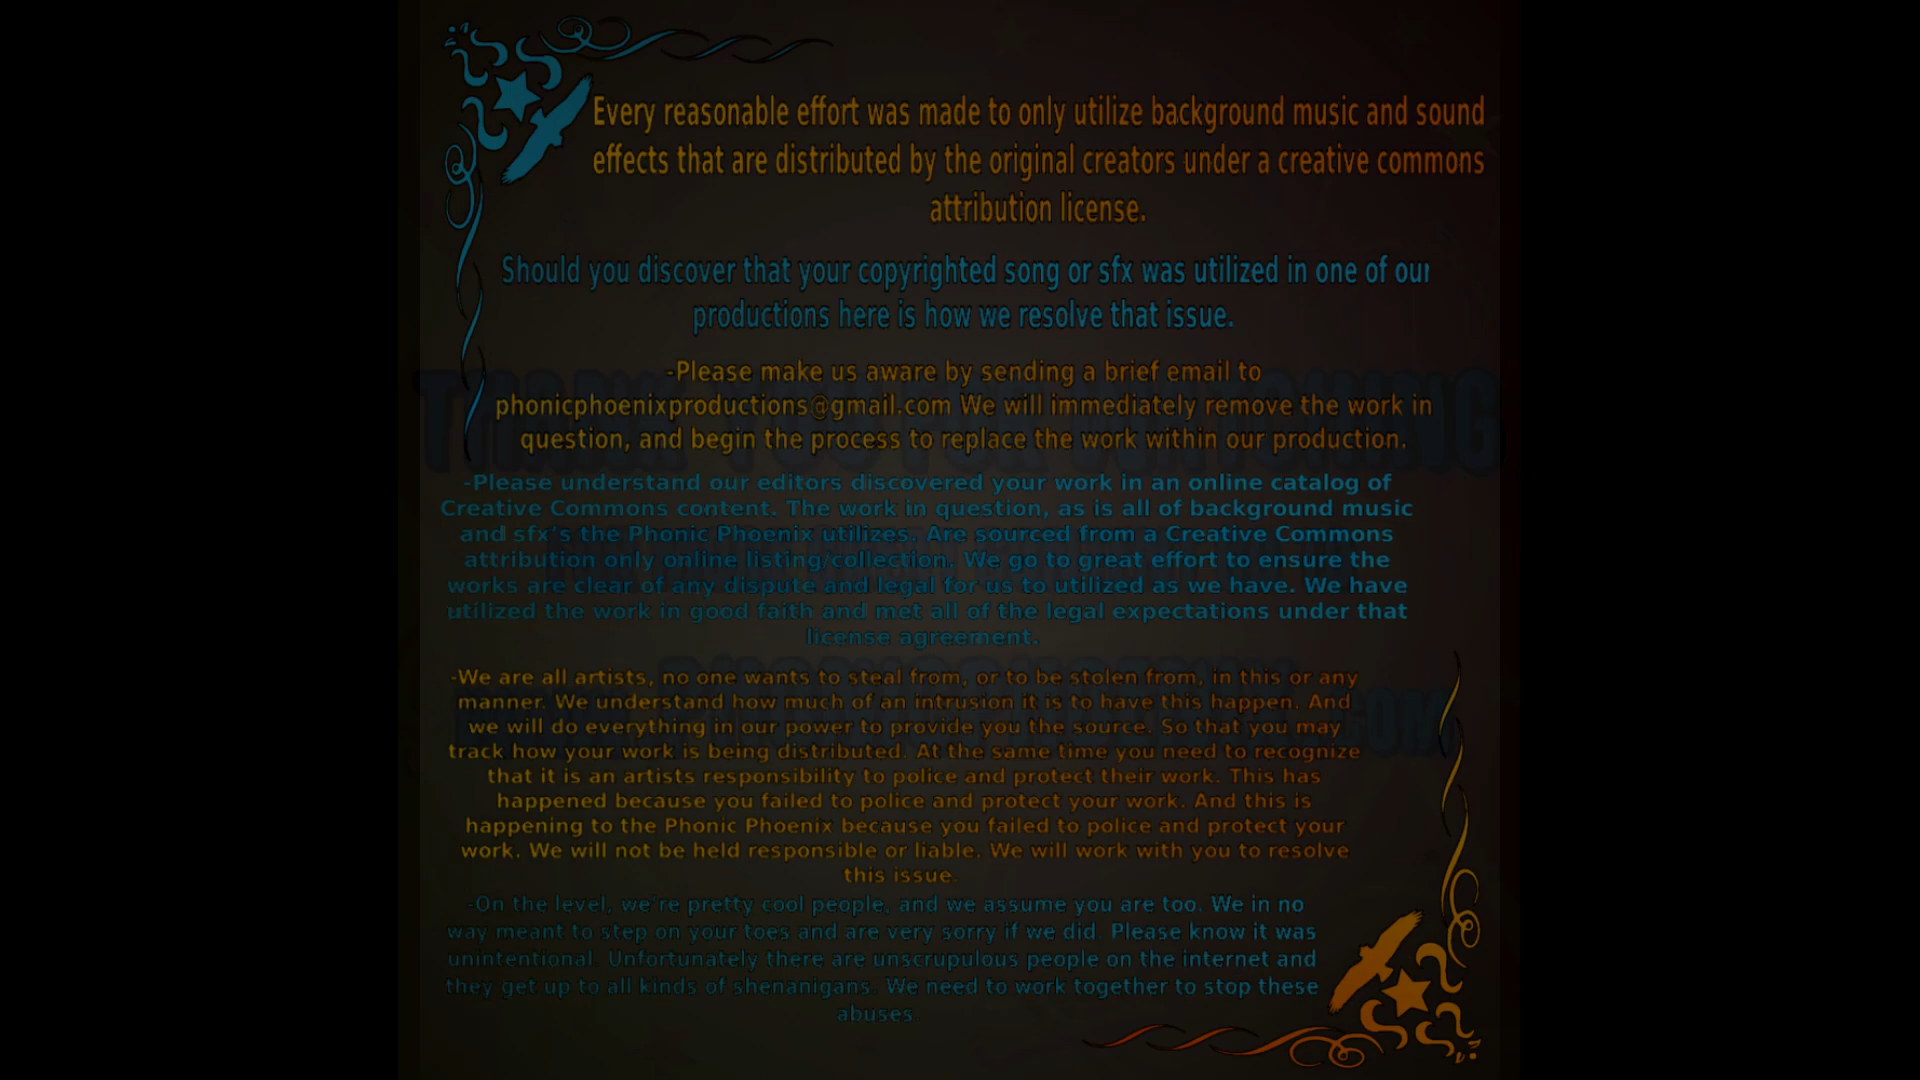 Every reasonable effort was made to only utilize background music and sound
effects that are distributed by the original creators under a creative commons
attribution license.
Should you discover that your copyrighted song or sfx was utilized in one of our
productions here is how we resolve that issue.
-Please make us aware by sending a brief email to
phonicphoenixproductions@gmail.com We will immediately remove the work in
question, and begin the process to replace the work within our production.
-Please understand our editors discovered your work in an online catalog of
Creative Commons content. The work in question, as is all of background music
and sfx's the Phonic Phoenix utilizes. Are sourced from a Creative Commons
attribution only online listing/collection. We go to great effort to ensure the
works are clear of any dispute and legal for us to utilized as we have. We have
utilized the work in good faith and met all of the legal expectations under that
license agreement.
-We are all artists, no one wants to steal from, or to be stolen from, in this or any
manner. We understand how much of an intrusion it is to have this happen. And
we will do everything in our power to provide you the source. So that you may
track how your work is being distributed. At the same time you need to recognize
that it is an artists responsibility to police and protect their work. This has
happened because you failed to police and protect your work. And this is
happening to the Phonic Phoenix because you failed to police and protect your
work. We will not be held responsible or liable. We will work with you to resolve
this issue.
-On the level, we're pretty cool people, and we assume you are too. We in no
way meant to step on your toes and are very sorry if we did. Please know it was
unintentional. Unfortunately there are unscrupulous people on the internet and
they get up to all kinds of shenanigans. We need to work together to stop these
abuses.
THANK YOU FOR WATCHING